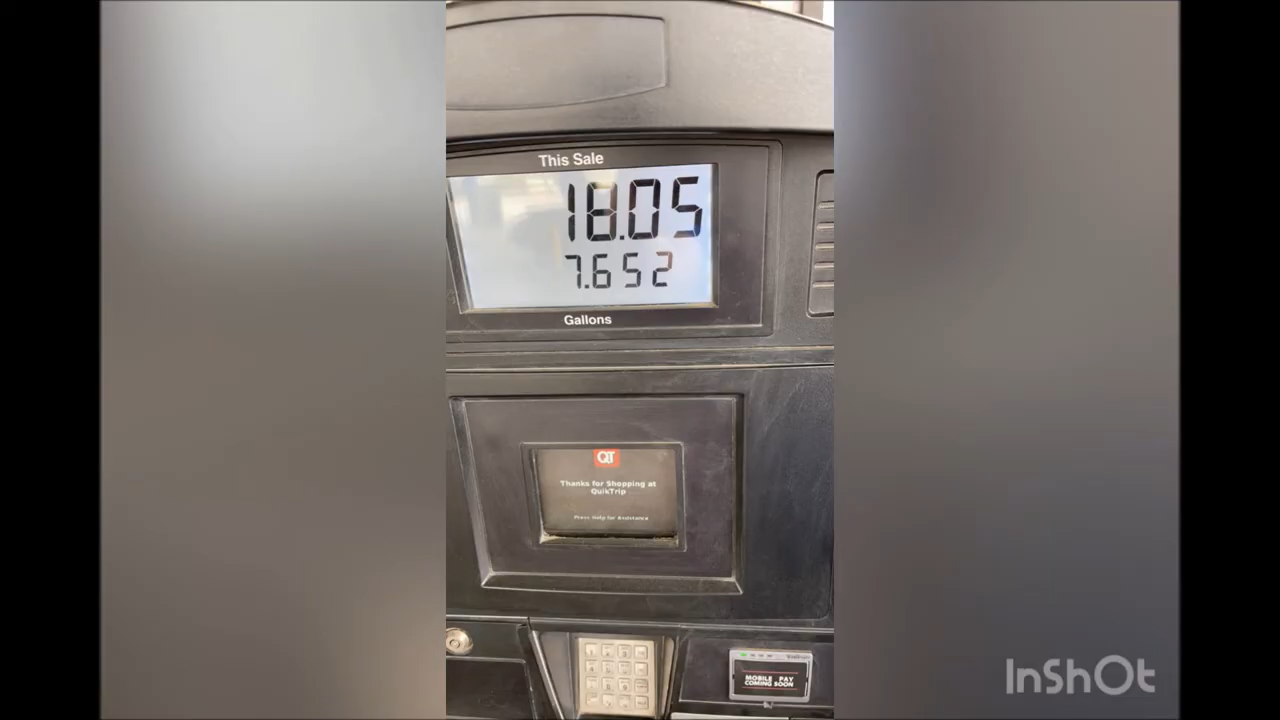 This Sale
18.05
7.652
Gallons
QT
Thanks for Shopping at
QuikTrip
Press Help for Assistance
MOBILE PAY
COMING SOON
InShOt